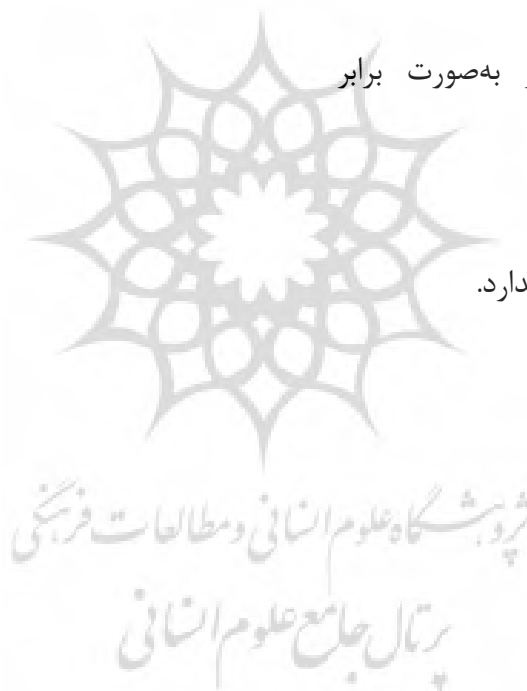 به‌صورت برابر
دارد.
پژوهشگاه علوم انسانی و مطالعات فرهنگی
پرتال جامع علوم انسانی